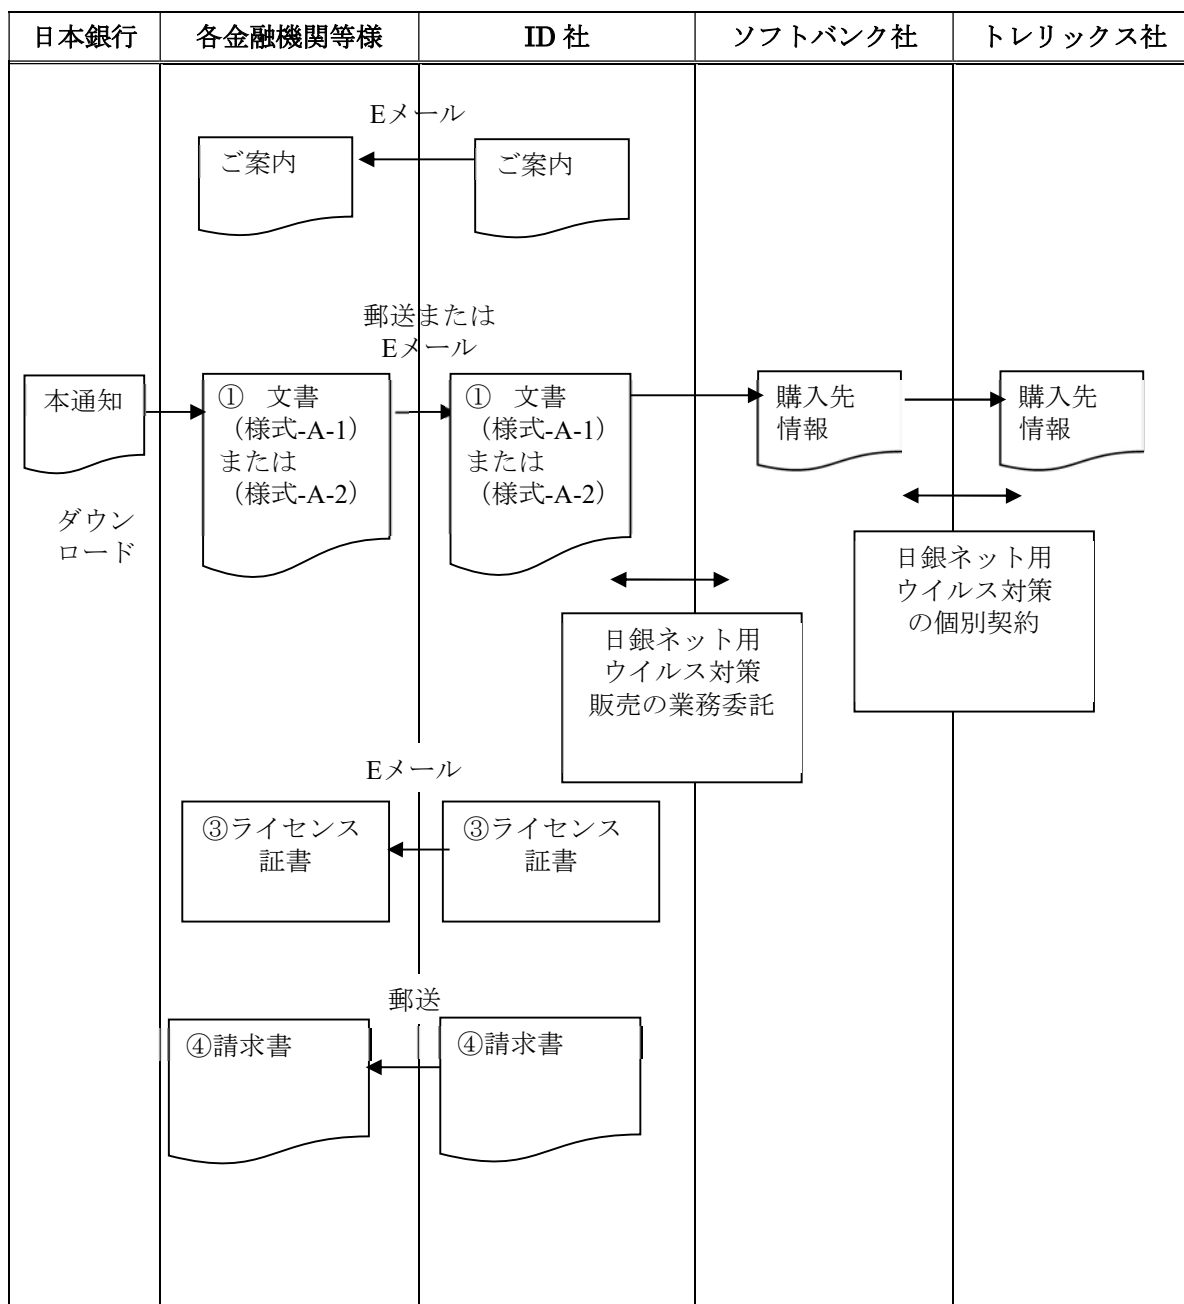 日本銀行
各金融機関等様
ID 社
ソフトバンク社
トレリックス社
Eメール
ご案内
ご案内
郵送または
Eメール
本通知
ダウン
ロード
① 文書
（様式-A-1）
または
（様式-A-2）
① 文書
（様式-A-1）
または
（様式-A-2）
購入先
情報
購入先
情報
日銀ネット用
ウイルス対策
の個別契約
日銀ネット用
ウイルス対策
販売の業務委託
Eメール
③ライセンス
証書
③ライセンス
証書
郵送
④請求書
④請求書